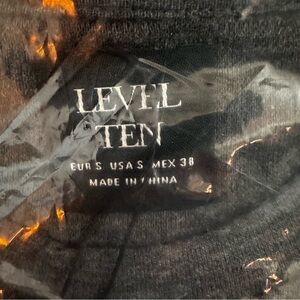 LEVEL
TEN
EUR S USA S MEX 38
MADE IN CHINA